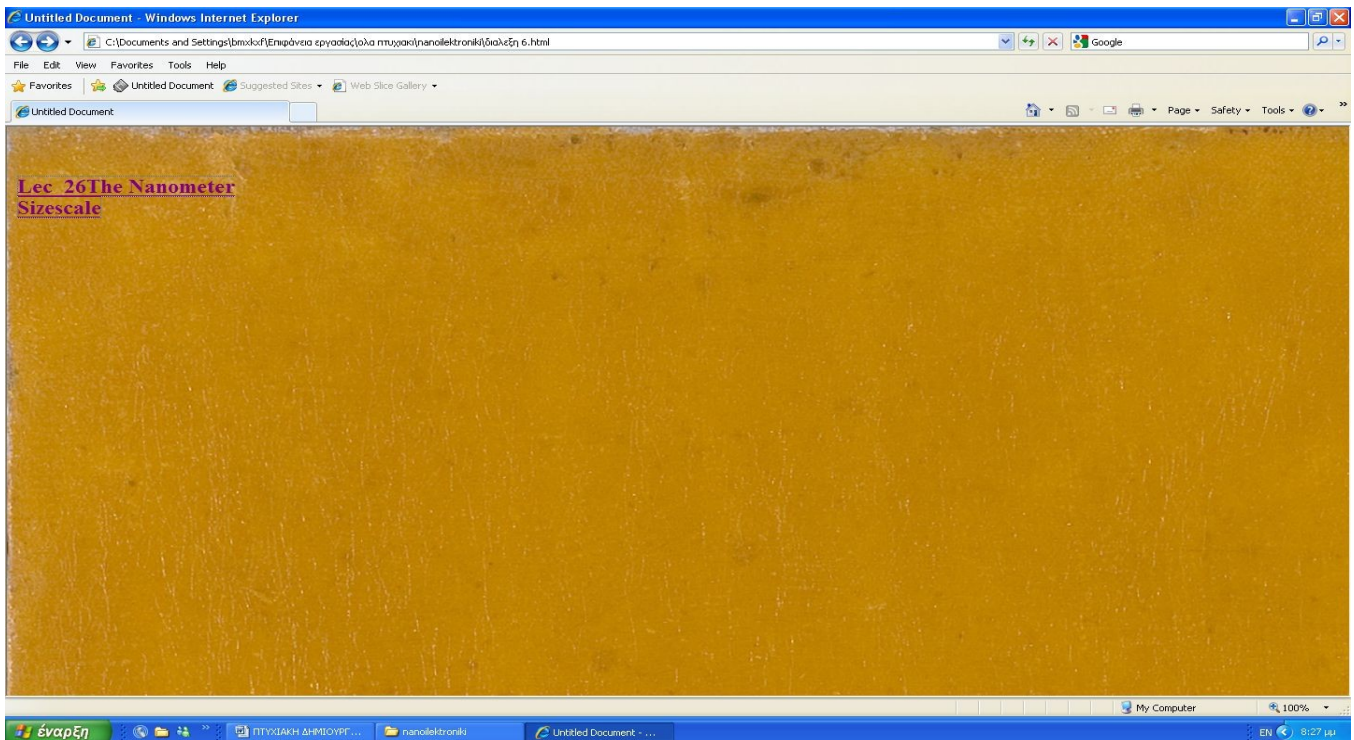 Untitled Document - Windows Internet Explorer
C:\Documents and Settings\bmxkxf\Επιφάνεια εργασίας\ολα πτυχιακι\nanoilektroniki\διαλεξη 6.html
Google
File Edit View Favorites Tools Help
Favorites Untitled Document Suggested Sites Web Slice Gallery
Untitled Document
Page Safety Tools
Lec 26The Nanometer
Sizescale
My Computer 100%
έναρξη ΠΤΥΧΙΑΚΗ ΔΗΜΙΟΥΡΓ... nanoilektroniki Untitled Document - ... EN 8:27 μμ